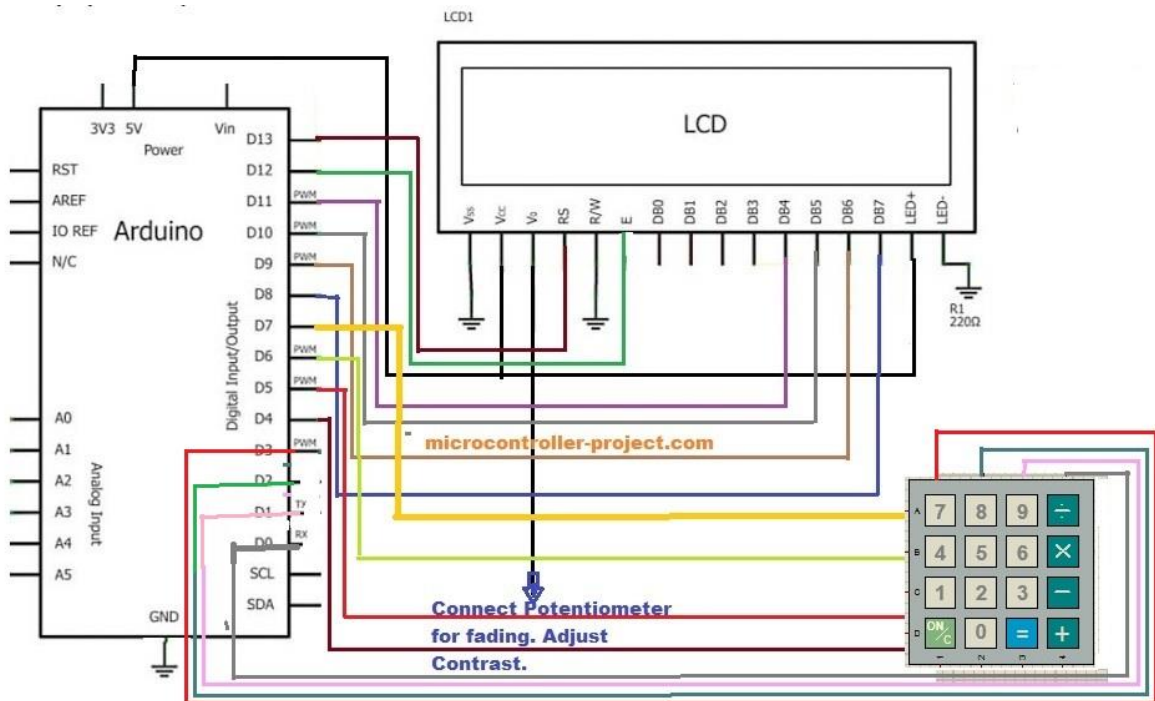 LCD1
LCD
Vss
Vcc
V0
RS
R/W
E
DB0
DB1
DB2
DB3
DB4
DB5
DB6
DB7
LED+
LED-
R1
220Ω
3V3 5V Vin
Power
Arduino
RST
AREF
IO REF
N/C
A0
A1
A2
A3
A4
A5
Analog Input
Digital Input/Output
D13
D12
D11 PWM
D10 PWM
D9 PWM
D8
D7
D6 PWM
D5 PWM
D4
D3 PWM
D2
D1 TX
D0 RX
SCL
SDA
GND
microcontroller-project.com
Connect Potentiometer
for fading. Adjust
Contrast.
A 7 8 9 ÷
B 4 5 6 ×
C 1 2 3 −
D ON/C 0 = +
1 2 3 4